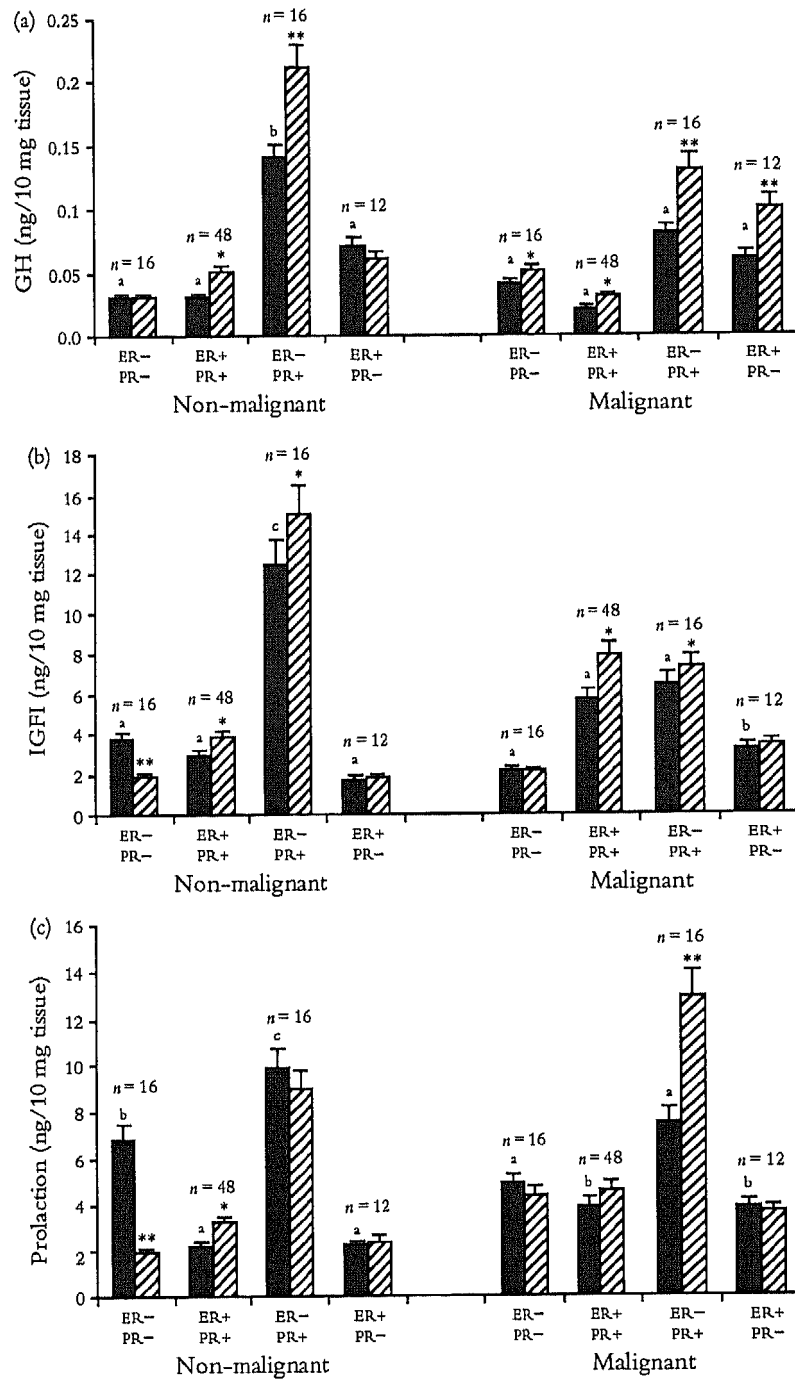 (a)
GH (ng/10 mg tissue)
0.25
0.2
0.15
0.1
0.05
0.0
n = 16
a
n = 48
a
*
n = 16
b
**
n = 12
a
n = 16
a
*
n = 48
a
*
n = 16
a
**
n = 12
a
**
ER− ER+ ER− ER+ ER− ER+ ER− ER+
PR− PR+ PR+ PR− PR− PR+ PR+ PR−
Non-malignant Malignant
(b)
IGFI (ng/10 mg tissue)
18
16
14
12
10
8
6
4
2
0
n = 16
a
**
n = 48
a
*
n = 16
c
*
n = 12
a
n = 16
a
n = 48
a
*
n = 16
a
*
n = 12
b
ER− ER+ ER− ER+ ER− ER+ ER− ER+
PR− PR+ PR+ PR− PR− PR+ PR+ PR−
Non-malignant Malignant
(c)
Prolaction (ng/10 mg tissue)
16
14
12
10
8
6
4
2
0
n = 16
b
**
n = 48
a
*
n = 16
c
n = 12
a
n = 16
a
n = 48
b
n = 16
a
**
n = 12
b
ER− ER+ ER− ER+ ER− ER+ ER− ER+
PR− PR+ PR+ PR− PR− PR+ PR+ PR−
Non-malignant Malignant